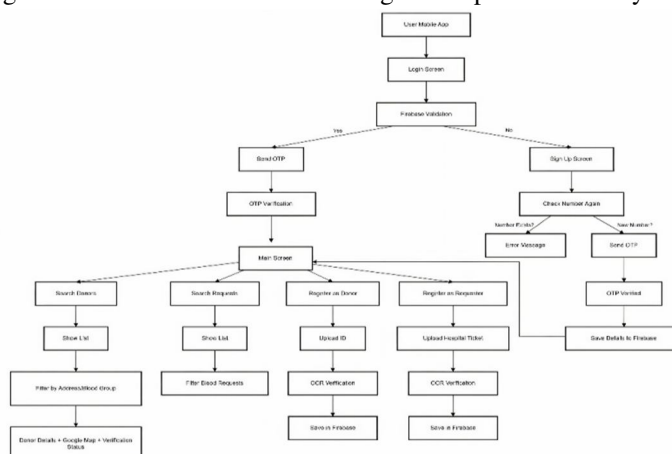 User Mobile App
Login Screen
Firebase Validation
Yes
No
Send OTP
Sign Up Screen
OTP Verification
Check Number Again
Number Exists?
New Number?
Main Screen
Error Message
Send OTP
Search Donors
Search Requests
Register as Donor
Register as Requester
OTP Verified
Show List
Show List
Upload ID
Upload Hospital Ticket
Save Details to Firebase
Filter by Address/Blood Group
Filter Blood Requests
OCR Verification
OCR Verification
Donor Details + Google Map + Verification
Status
Save in Firebase
Save in Firebase